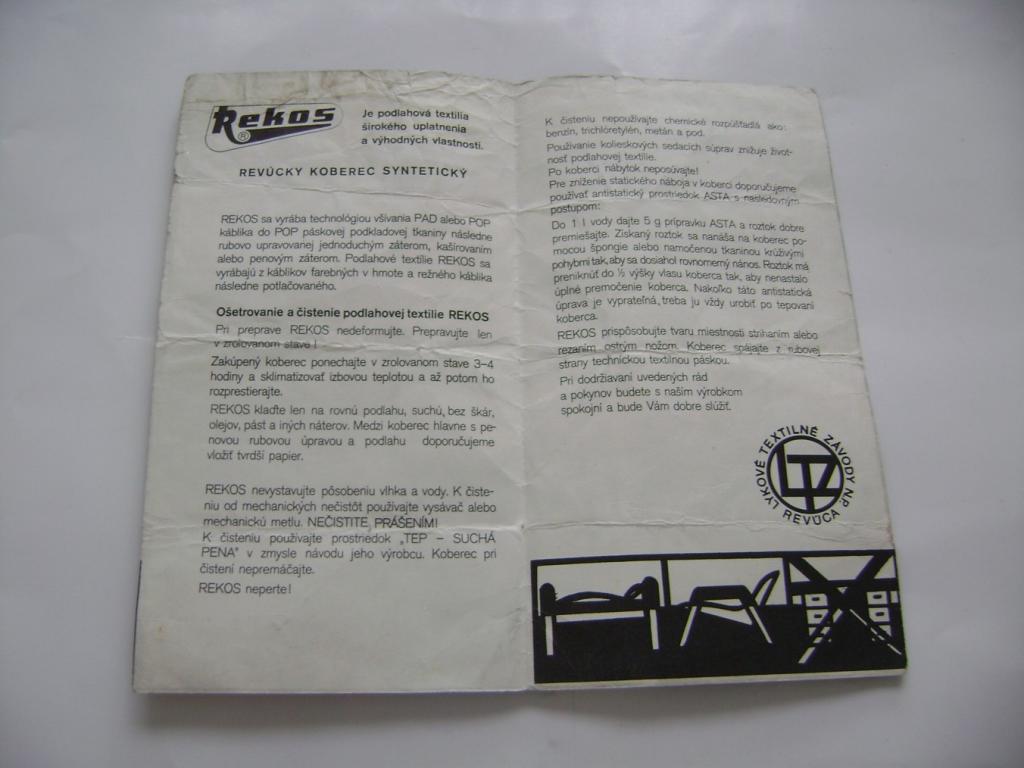 Rekos
®
Je podlahová textilia
širokého uplatnenia
a výhodných vlastností.
REVÚCKY KOBEREC SYNTETICKÝ
REKOS sa vyrába technológiou všívania PAD alebo POP
káblika do POP páskovej podkladovej tkaniny následne
rubovo upravovanej jednoduchým záterom, kaširovaním
alebo penovým záterom. Podlahové textílie REKOS sa
vyrábajú z káblikov farebných v hmote a režného káblika
následne potlačovaného.
Ošetrovanie a čistenie podlahovej textílie REKOS
Pri preprave REKOS nedeformujte. Prepravujte len
v zrolovanom stave !
Zakúpený koberec ponechajte v zrolovanom stave 3–4
hodiny a sklimatizovať izbovou teplotou a až potom ho
rozprestierajte.
REKOS klaďte len na rovnú podlahu, suchú, bez škár,
olejov, pást a iných náterov. Medzi koberec hlavne s pe-
novou rubovou úpravou a podlahu doporučujeme
vložiť tvrdší papier.
REKOS nevystavujte pôsobeniu vlhka a vody. K čiste-
niu od mechanických nečistôt používajte vysávač alebo
mechanickú metlu. NEČISTITE PRÁŠENÍM!
K čisteniu používajte prostriedok „TEP – SUCHÁ
PENA" v zmysle návodu jeho výrobcu. Koberec pri
čistení nepremáčajte.
REKOS neperte!
K čisteniu nepoužívajte chemické rozpúšťadlá ako:
benzín, trichlóretylén, metán a pod.
Používanie kolieskových sedacích súprav znižuje život-
nosť podlahovej textílie.
Po koberci nábytok neposúvajte!
Pre zníženie statického náboja v koberci doporučujeme
používať antistatický prostriedok ASTA s následovným
postupom:
Do 1 l vody dajte 5 g prípravku ASTA a roztok dobre
premiešajte. Získaný roztok sa nanáša na koberec po-
mocou špongie alebo namočenou tkaninou krúživými
pohybmi tak, aby sa dosiahol rovnomerný nános. Roztok má
preniknúť do ½ výšky vlasu koberca tak, aby nenastalo
úplné premočenie koberca. Nakoľko táto antistatická
úprava je vyprateľná, treba ju vždy urobiť po tepovaní
koberca.
REKOS prispôsobujte tvaru miestnosti strihaním alebo
rezaním ostrým nožom. Koberec spájajte z rubovej
strany technickou textilnou páskou.
Pri dodržiavaní uvedených rád
a pokynov budete s naším výrobkom
spokojní a bude Vám dobre slúžiť.
LYKOVÉ TEXTILNÉ ZÁVODY N.P.
LTZ
REVÚCA